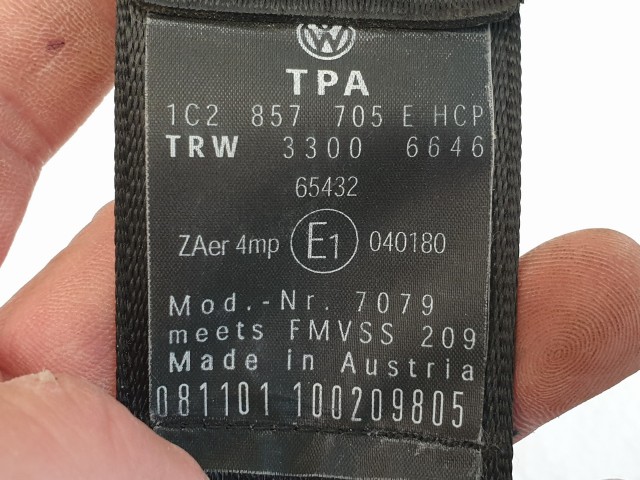 VW
TPA
1C2 857 705 E HCP
TRW 3300 6646
65432
ZAer 4mp E1 040180
Mod.-Nr. 7079
meets FMVSS 209
Made in Austria
081101 100209805